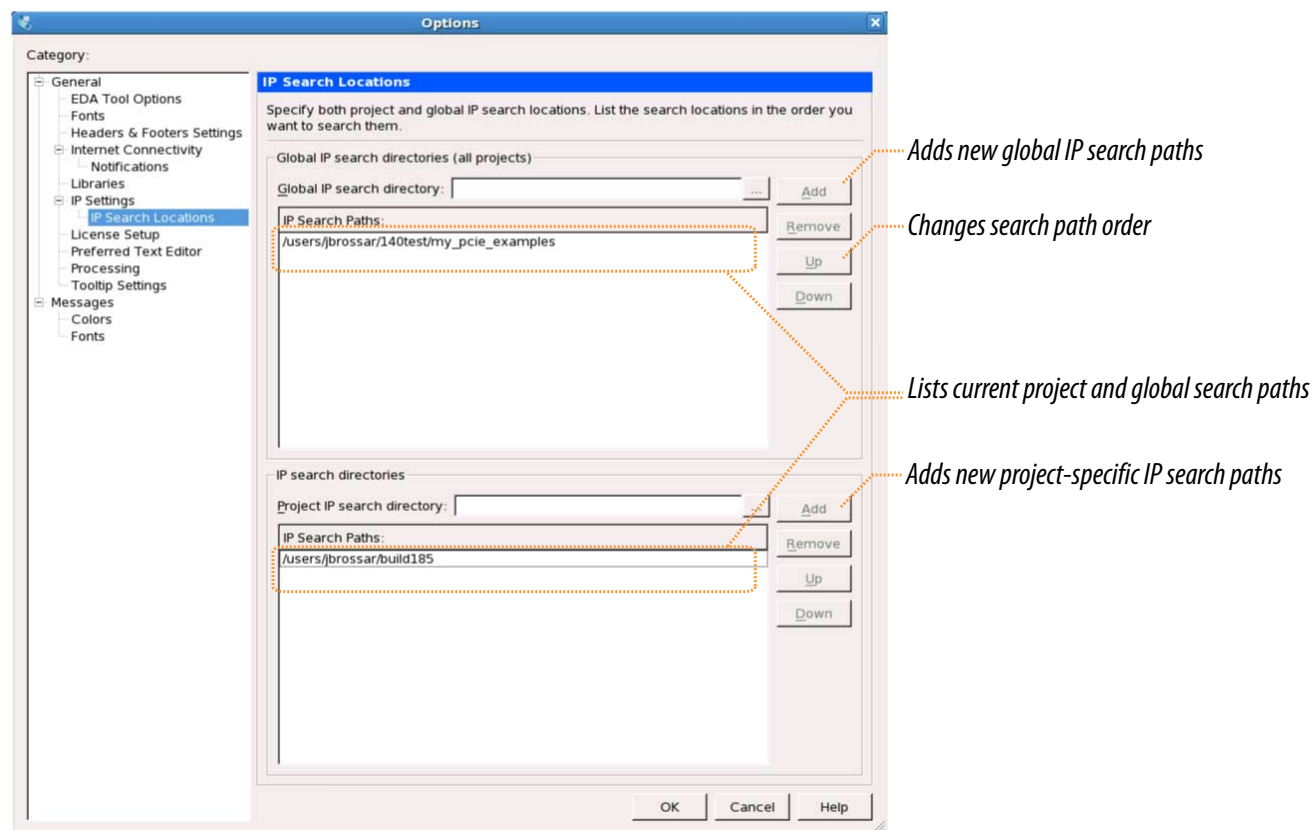 Options
Category:
General
EDA Tool Options
Fonts
Headers & Footers Settings
Internet Connectivity
Notifications
Libraries
IP Settings
IP Search Locations
License Setup
Preferred Text Editor
Processing
Tooltip Settings
Messages
Colors
Fonts
IP Search Locations
Specify both project and global IP search locations. List the search locations in the order you
want to search them.
Global IP search directories (all projects)
Global IP search directory:
...
Add
IP Search Paths:
/users/jbrossar/140test/my_pcie_examples
Remove
Up
Down
IP search directories
Project IP search directory:
...
Add
IP Search Paths:
/users/jbrossar/build185
Remove
Up
Down
OK
Cancel
Help
Adds new global IP search paths
Changes search path order
Lists current project and global search paths
Adds new project-specific IP search paths